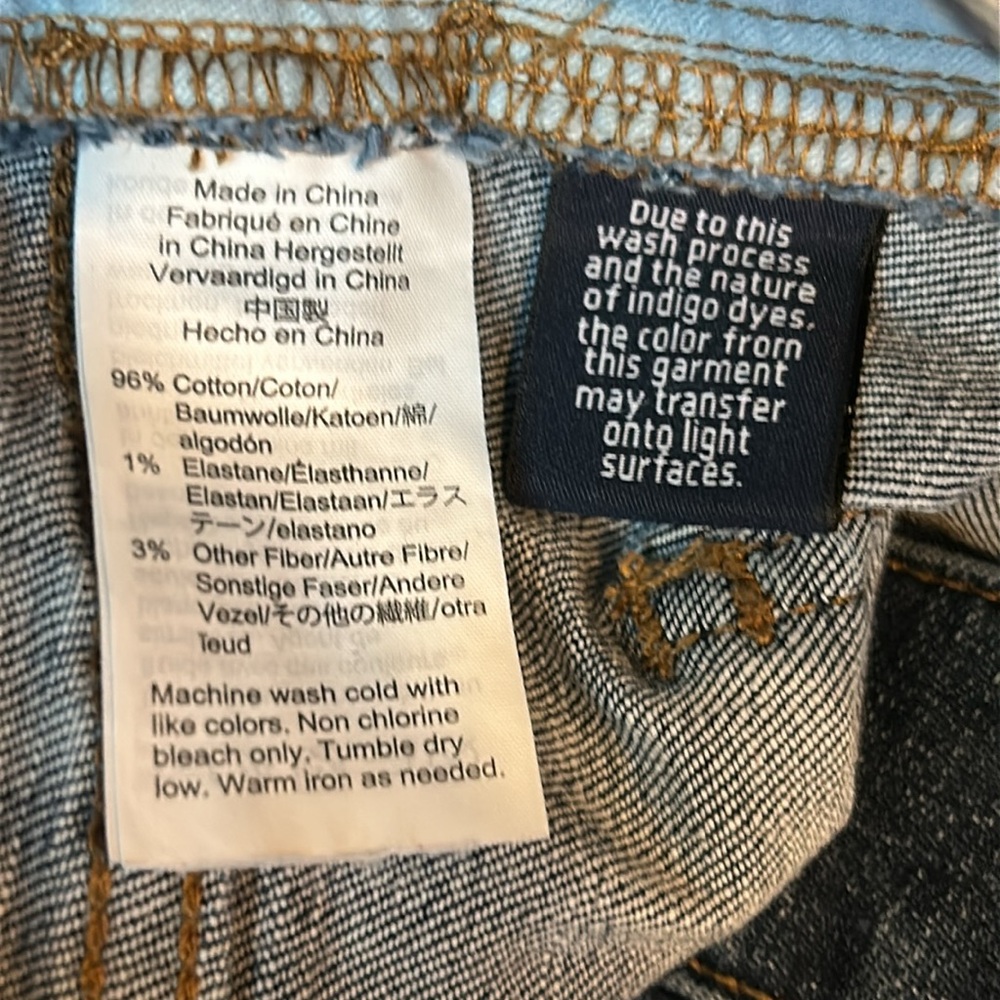 Made in China
Fabriqué en Chine
in China Hergestellt
Vervaardigd in China
中国製
Hecho en China
96% Cotton/Coton/
Baumwolle/Katoen/綿/
algodón
1% Elastane/Élasthanne/
Elastan/Elastaan/エラス
テーン/elastano
3% Other Fiber/Autre Fibre/
Sonstige Faser/Andere
Vezel/その他の繊維/otra
Teud
Machine wash cold with
like colors. Non chlorine
bleach only. Tumble dry
low. Warm iron as needed.
Due to this
wash process
and the nature
of indigo dyes,
the color from
this garment
may transfer
onto light
surfaces.